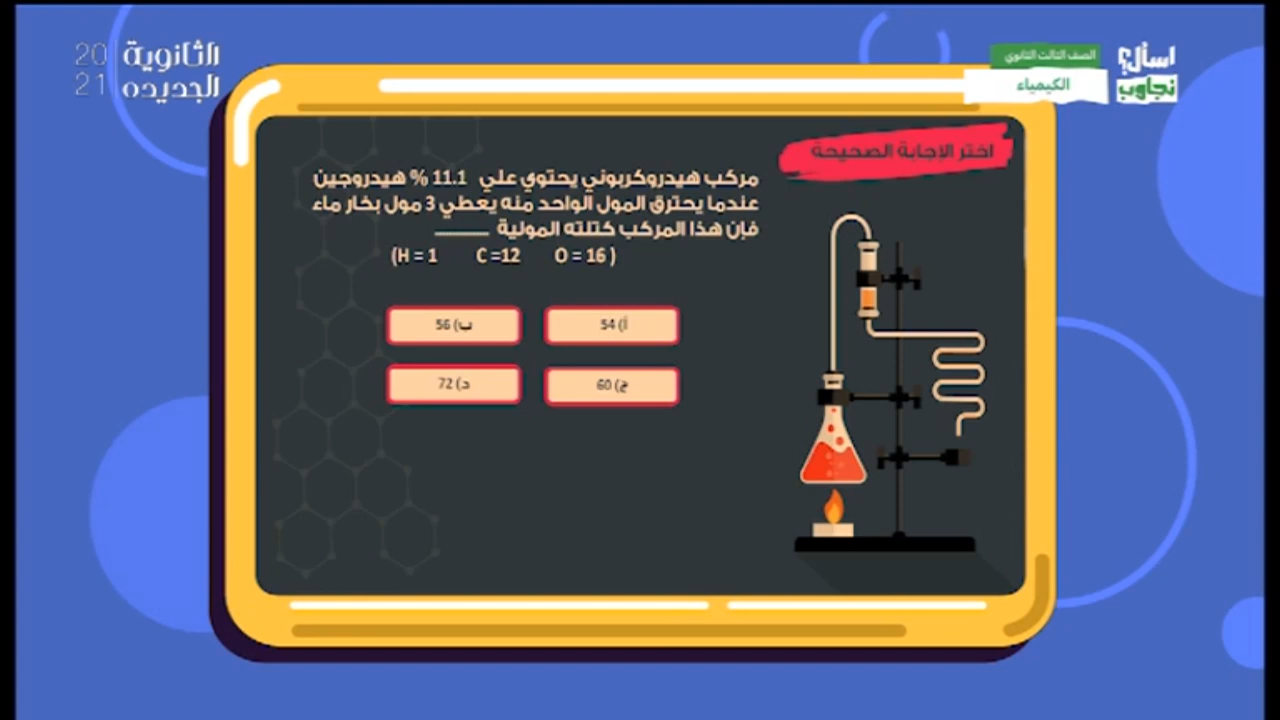 الثانوية
الجديده
20
21
الصف الثالث الثانوي
الكيمياء
اسأل؟
نجاوب
اختر الإجابة الصحيحة
مركب هيدروكربوني يحتوي علي 11.1 % هيدروجين
عندما يحترق المول الواحد منه يعطي 3 مول بخار ماء
فإن هذا المركب كتلته المولية ............
(H = 1 C =12 O = 16 )
أ) 54
ب) 56
ج) 60
د) 72